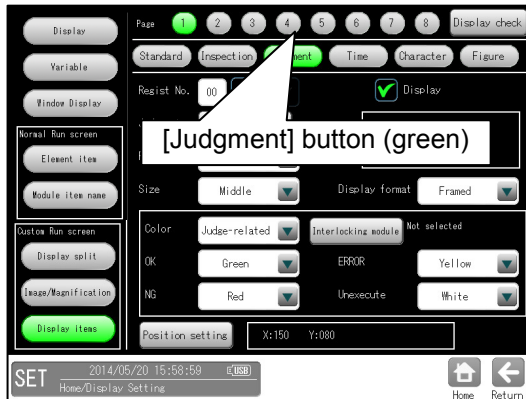 Display
Page 1 2 3 4 5 6 7 8 Display check
Variable
Standard Inspection ment Time Character Figure
Window Display
Regist No. 00 Display
[Judgment] button (green)
Normal Run screen
Element item
Module item name
Size Middle Display format Framed
Custom Run screen
Color Judge-related Interlocking module Not selected
Display split
OK Green ERROR Yellow
Image/Magnification
NG Red Unexecute White
Display items
Position setting X:150 Y:080
SET 2014/05/20 15:58:59 USB
Home/Display Setting
Home Return